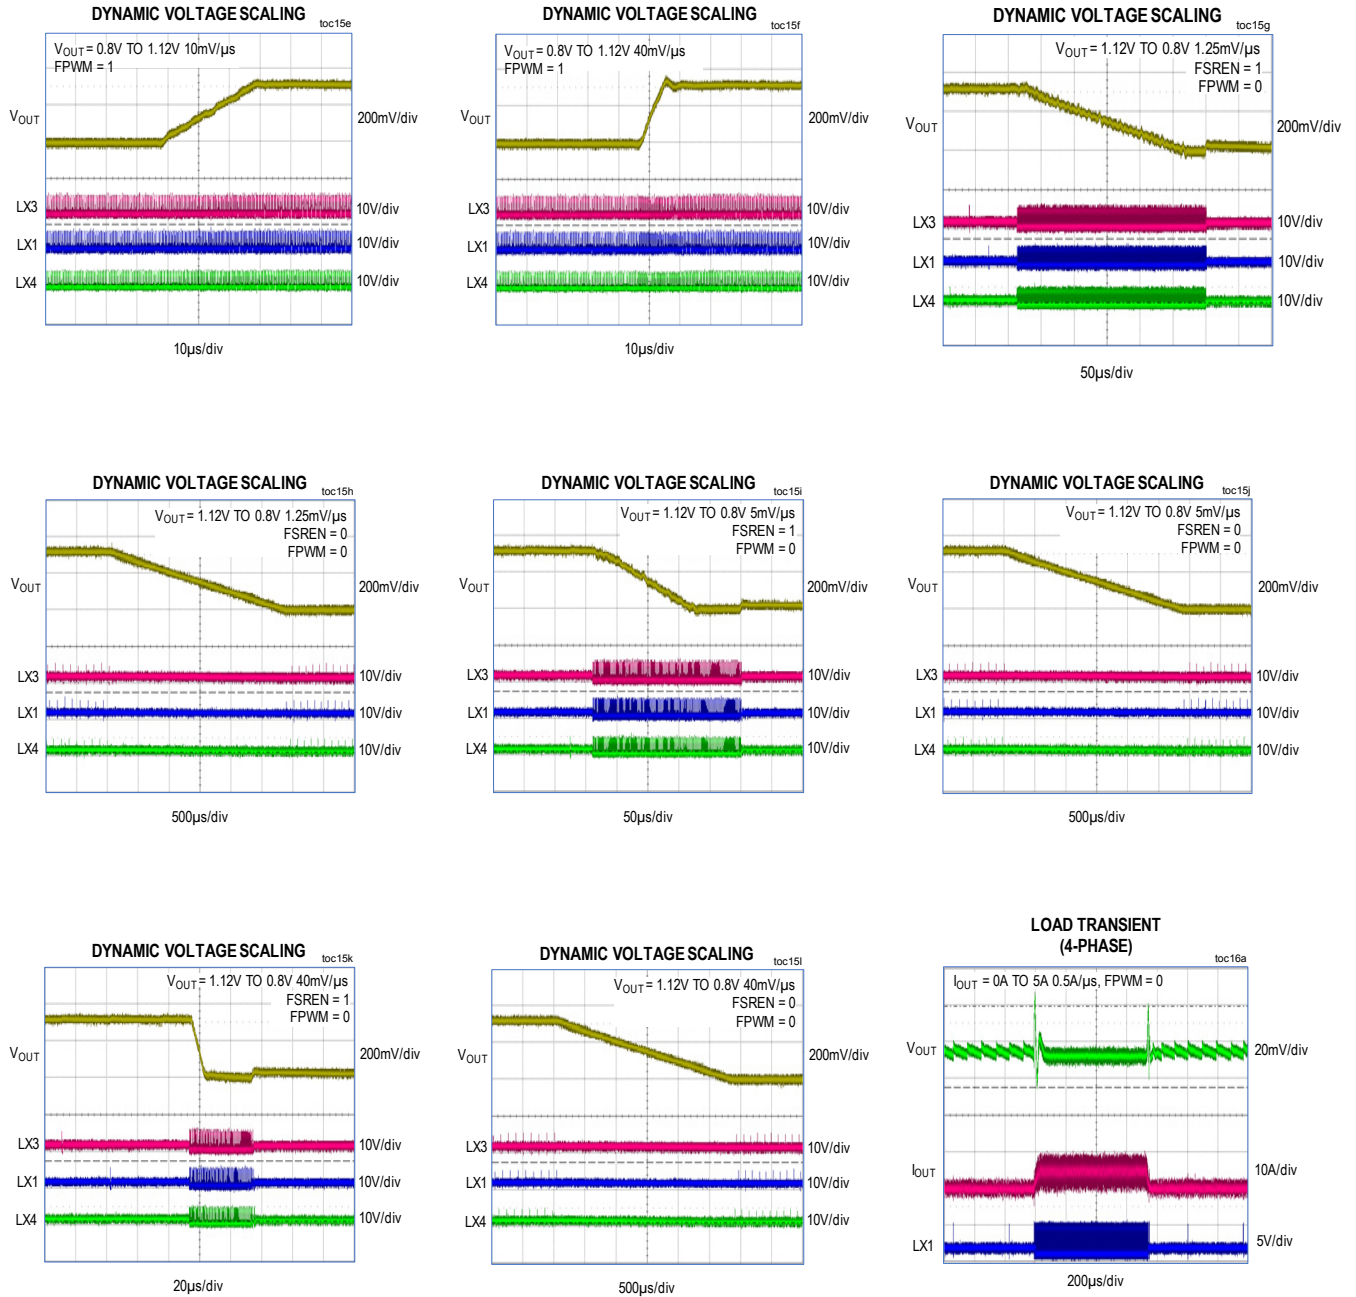 DYNAMIC VOLTAGE SCALING
toc15e
VOUT = 0.8V TO 1.12V 10mV/µs
FPWM = 1
VOUT
200mV/div
LX3
10V/div
LX1
10V/div
LX4
10V/div
10µs/div
DYNAMIC VOLTAGE SCALING
toc15f
VOUT = 0.8V TO 1.12V 40mV/µs
FPWM = 1
VOUT
200mV/div
LX3
10V/div
LX1
10V/div
LX4
10V/div
10µs/div
DYNAMIC VOLTAGE SCALING
toc15g
VOUT = 1.12V TO 0.8V 1.25mV/µs
FSREN = 1
FPWM = 0
VOUT
200mV/div
LX3
10V/div
LX1
10V/div
LX4
10V/div
50µs/div
DYNAMIC VOLTAGE SCALING
toc15h
VOUT = 1.12V TO 0.8V 1.25mV/µs
FSREN = 0
FPWM = 0
VOUT
200mV/div
LX3
10V/div
LX1
10V/div
LX4
10V/div
500µs/div
DYNAMIC VOLTAGE SCALING
toc15i
VOUT = 1.12V TO 0.8V 5mV/µs
FSREN = 1
FPWM = 0
VOUT
200mV/div
LX3
10V/div
LX1
10V/div
LX4
10V/div
50µs/div
DYNAMIC VOLTAGE SCALING
toc15j
VOUT = 1.12V TO 0.8V 5mV/µs
FSREN = 0
FPWM = 0
VOUT
200mV/div
LX3
10V/div
LX1
10V/div
LX4
10V/div
500µs/div
DYNAMIC VOLTAGE SCALING
toc15k
VOUT = 1.12V TO 0.8V 40mV/µs
FSREN = 1
FPWM = 0
VOUT
200mV/div
LX3
10V/div
LX1
10V/div
LX4
10V/div
20µs/div
DYNAMIC VOLTAGE SCALING
toc15l
VOUT = 1.12V TO 0.8V 40mV/µs
FSREN = 0
FPWM = 0
VOUT
200mV/div
LX3
10V/div
LX1
10V/div
LX4
10V/div
500µs/div
LOAD TRANSIENT
(4-PHASE)
toc16a
IOUT = 0A TO 5A 0.5A/µs, FPWM = 0
VOUT
20mV/div
IOUT
10A/div
LX1
5V/div
200µs/div